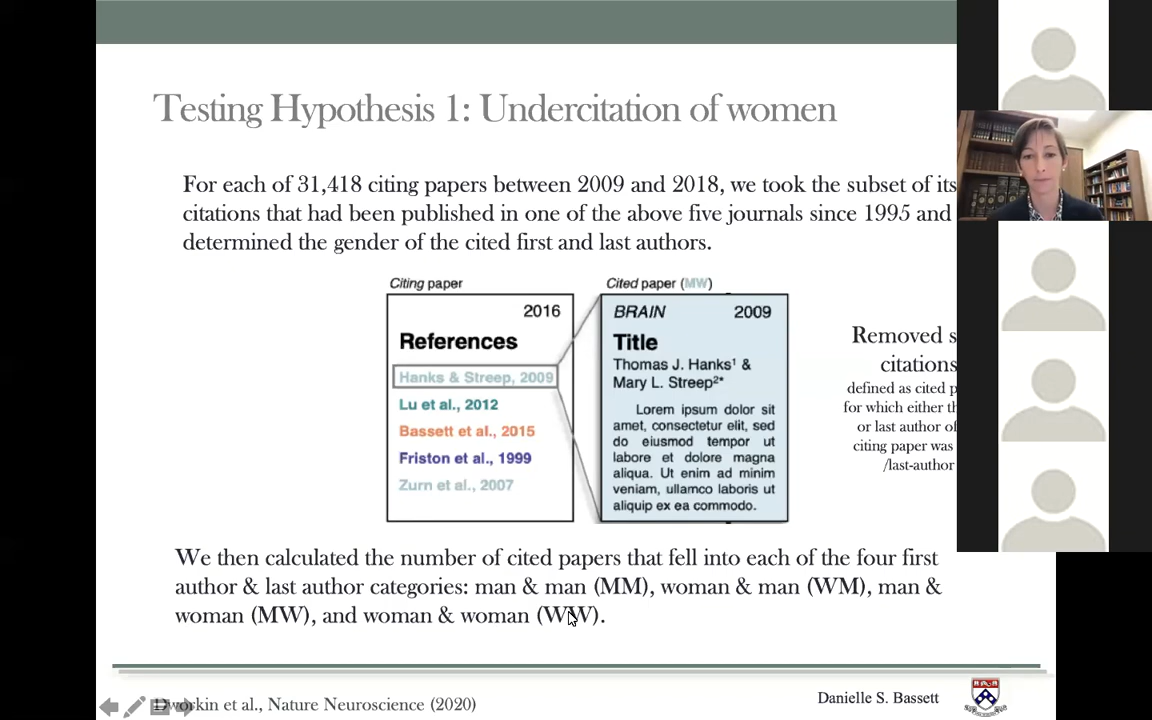 Testing Hypothesis 1: Undercitation of women
For each of 31,418 citing papers between 2009 and 2018, we took the subset of its
citations that had been published in one of the above five journals since 1995 and
determined the gender of the cited first and last authors.
Citing paper
2016
References
Hanks & Streep, 2009
Lu et al., 2012
Bassett et al., 2015
Friston et al., 1999
Zurn et al., 2007
Cited paper (MW)
BRAIN 2009
Title
Thomas J. Hanks¹ &
Mary L. Streep²*
Lorem ipsum dolor sit
amet, consectetur elit, sed
do eiusmod tempor ut
labore et dolore magna
aliqua. Ut enim ad minim
veniam, ullamco laboris ut
aliquip ex ea commodo.
Removed
citations
defined as cited
for which either
or last author of
citing paper was
/last-author
We then calculated the number of cited papers that fell into each of the four first
author & last author categories: man & man (MM), woman & man (WM), man &
woman (MW), and woman & woman (WW).
Dworkin et al., Nature Neuroscience (2020)
Danielle S. Bassett